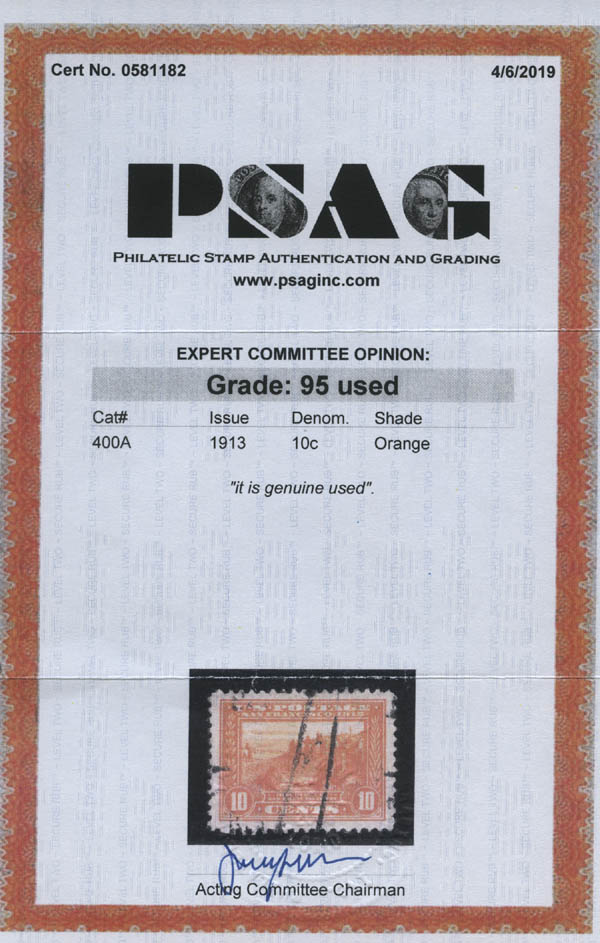 Cert No. 0581182 4/6/2019
PSAG
PHILATELIC STAMP AUTHENTICATION AND GRADING
www.psaginc.com
EXPERT COMMITTEE OPINION:
Grade: 95 used
Cat# Issue Denom. Shade
400A 1913 10c Orange
"it is genuine used".
U.S. POSTAGE
10 10
CENTS
Acting Committee Chairman